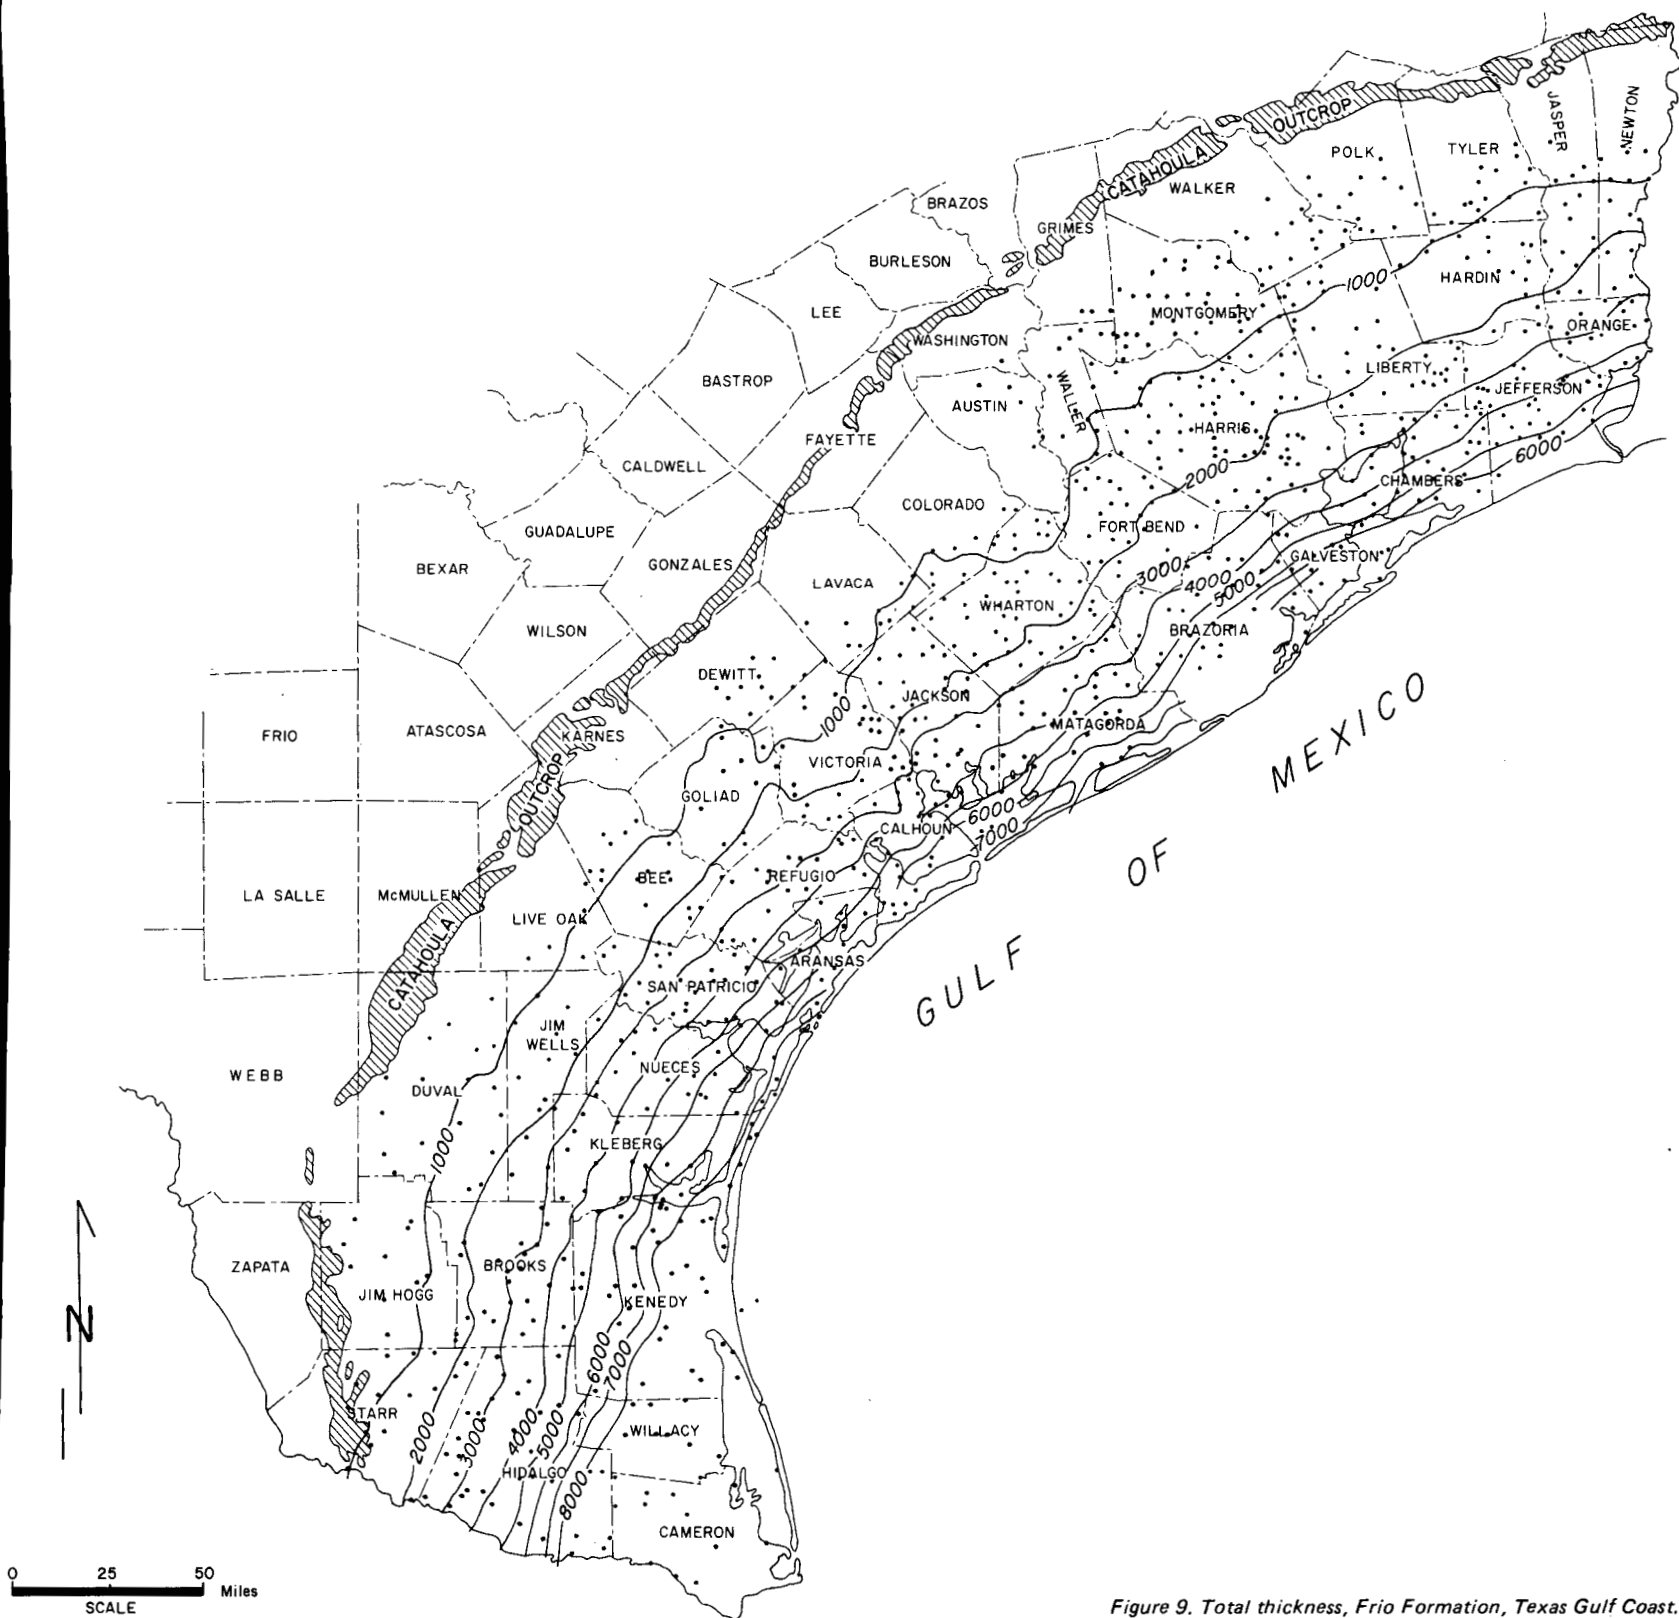 OUTCROP
JASPER
NEWTON
POLK
TYLER
CATAHOULA
WALKER
BRAZOS
GRIMES
BURLESON
1000
HARDIN
LEE
MONTGOMERY
ORANGE
WASHINGTON
BASTROP
LIBERTY
JEFFERSON
WALLER
AUSTIN
HARRIS
FAYETTE
6000
CALDWELL
2000
CHAMBERS
COLORADO
GUADALUPE
FORT BEND
GALVESTON
BEXAR
GONZALES
3000
4000
5000
LAVACA
WHARTON
WILSON
BRAZORIA
DEWITT
JACKSON
1000
MATAGORDA
FRIO
ATASCOSA
KARNES
VICTORIA
GOLIAD
OUTCROP
6000
CALHOUN
7000
BEE
REFUGIO
LA SALLE
McMULLEN
LIVE OAK
CATAHOULA
ARANSAS
SAN PATRICIO
GULF OF MEXICO
JIM
WELLS
NUECES
WEBB
DUVAL
1000
KLEBERG
ZAPATA
BROOKS
JIM HOGG
KENEDY
N
6000
7000
STARR
2000
3000
4000
5000
WILLACY
HIDALGO
8000
0
CAMERON
0 25 50
Miles
SCALE
Figure 9. Total thickness, Frio Formation, Texas Gulf Coast.